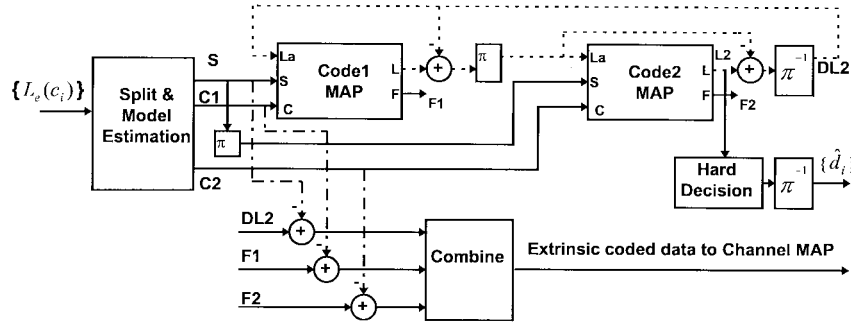 { L_e(c_i) }
Split &
Model
Estimation
S
C1
C2
π
La
S
C
Code1
MAP
L
F
F1
+
π
La
S
C
Code2
MAP
L2
L
F
F2
+
π⁻¹
DL2
Hard
Decision
π⁻¹
{ d̂_i }
DL2
+
F1
+
F2
+
Combine
Extrinsic coded data to Channel MAP